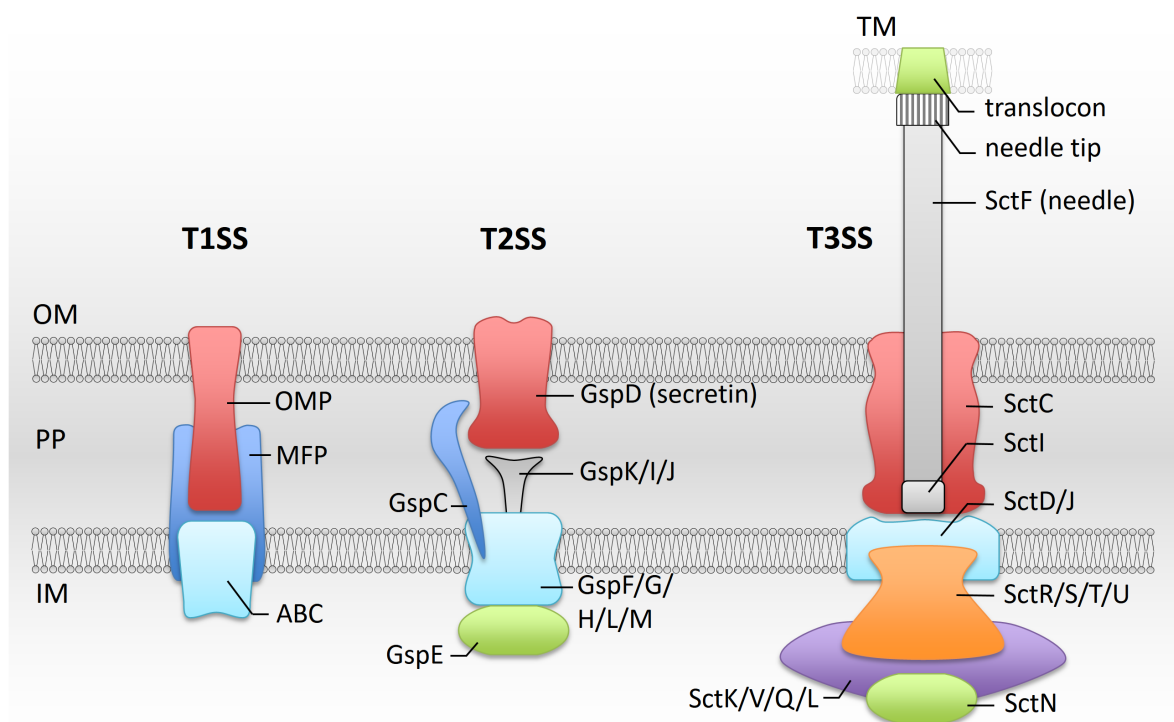 TM
translocon
needle tip
SctF (needle)
T1SS
T2SS
T3SS
OM
OMP
GspD (secretin)
SctC
PP
MFP
SctI
GspK/I/J
GspC
SctD/J
IM
ABC
GspF/G/
H/L/M
SctR/S/T/U
GspE
SctK/V/Q/L
SctN